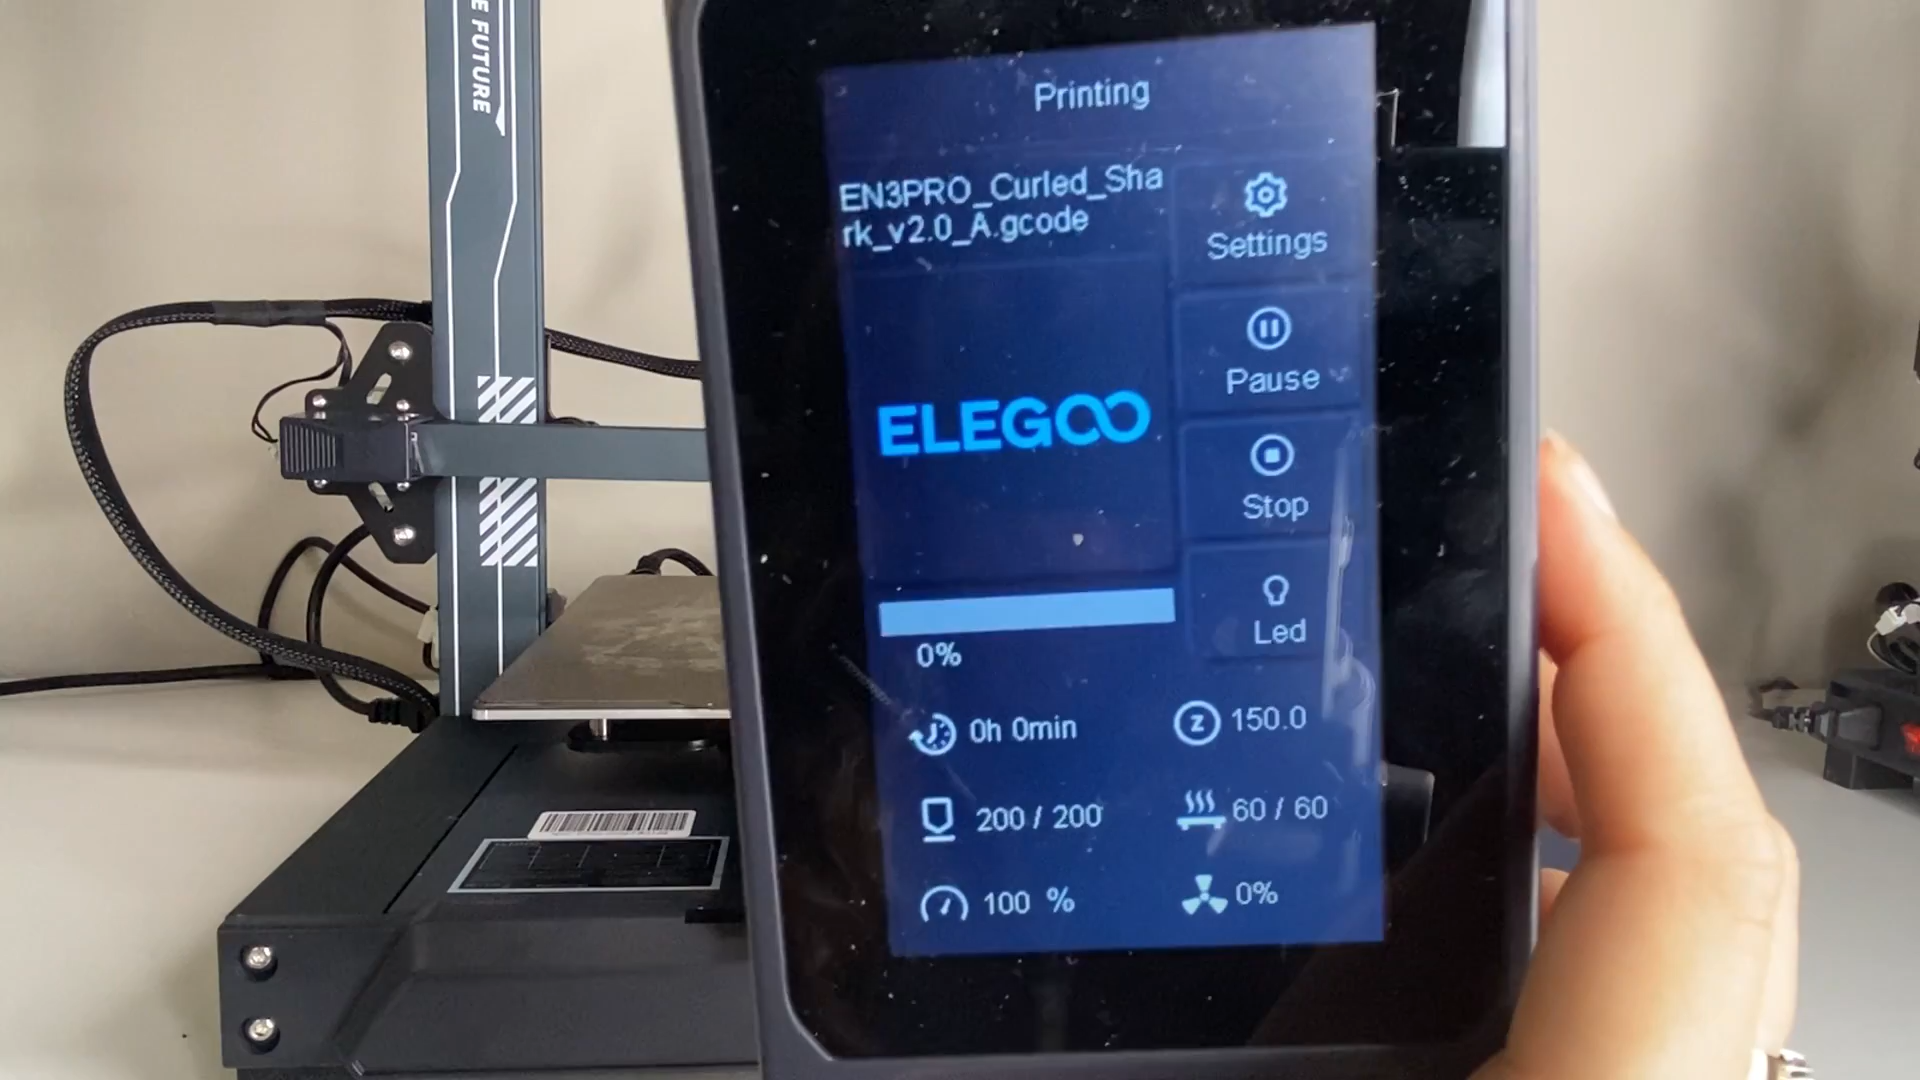 E FUTURE
Printing
EN3PRO_Curled_Sha
rk_v2.0_A.gcode
Settings
Pause
ELEGOO
Stop
Led
0%
0h 0min
Z 150.0
200 / 200
60 / 60
100 %
0%